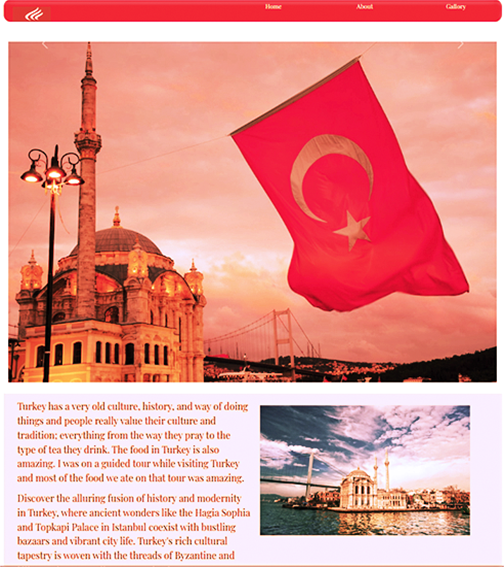 Home About Gallory
Turkey has a very old culture, history, and way of doing
things and people really value their culture and
tradition; everything from the way they pray to the
type of tea they drink. The food in Turkey is also
amazing. I was on a guided tour while visiting Turkey
and most of the food we ate on that tour was amazing.
Discover the alluring fusion of history and modernity
in Turkey, where ancient wonders like the Hagia Sophia
and Topkapi Palace in Istanbul coexist with bustling
bazaars and vibrant city life. Turkey's rich cultural
tapestry is woven with the threads of Byzantine and